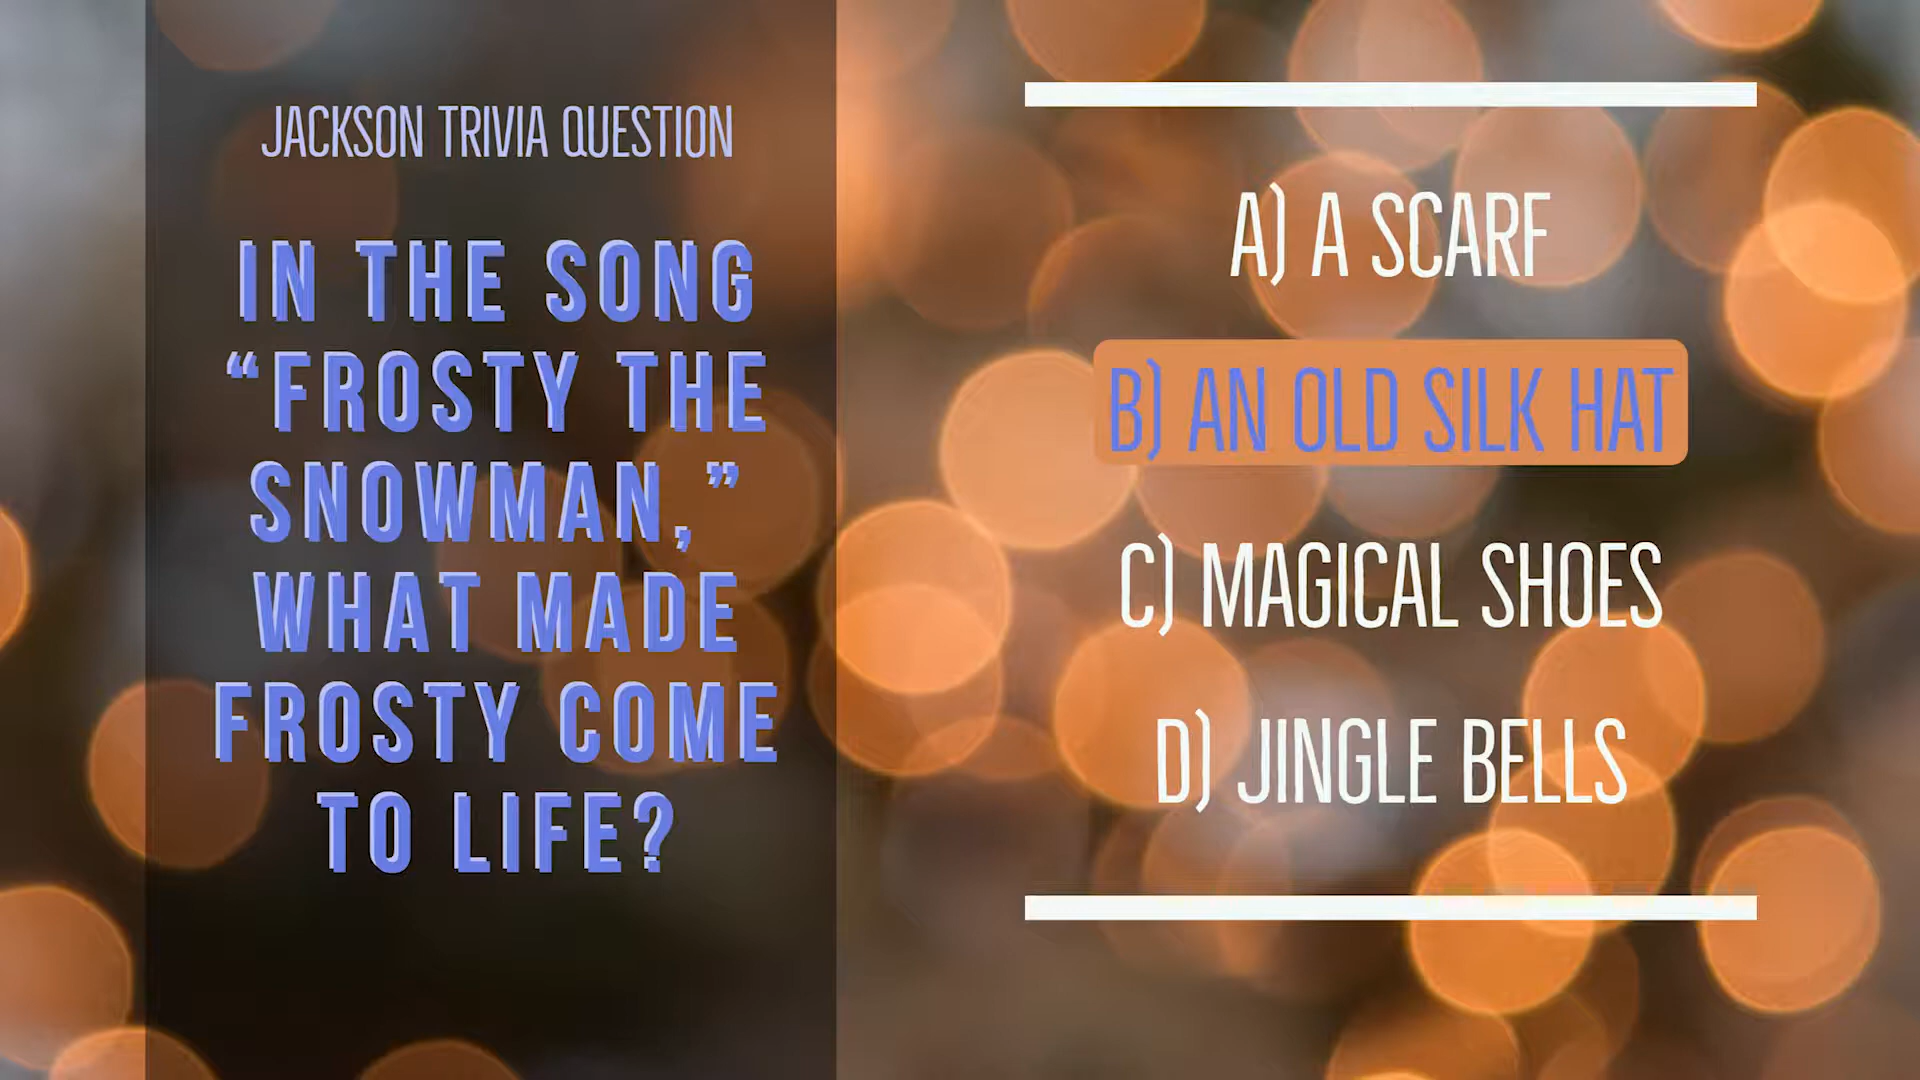 JACKSON TRIVIA QUESTION
IN THE SONG
“FROSTY THE
SNOWMAN,”
WHAT MADE
FROSTY COME
TO LIFE?
A) A SCARF
B) AN OLD SILK HAT
C) MAGICAL SHOES
D) JINGLE BELLS